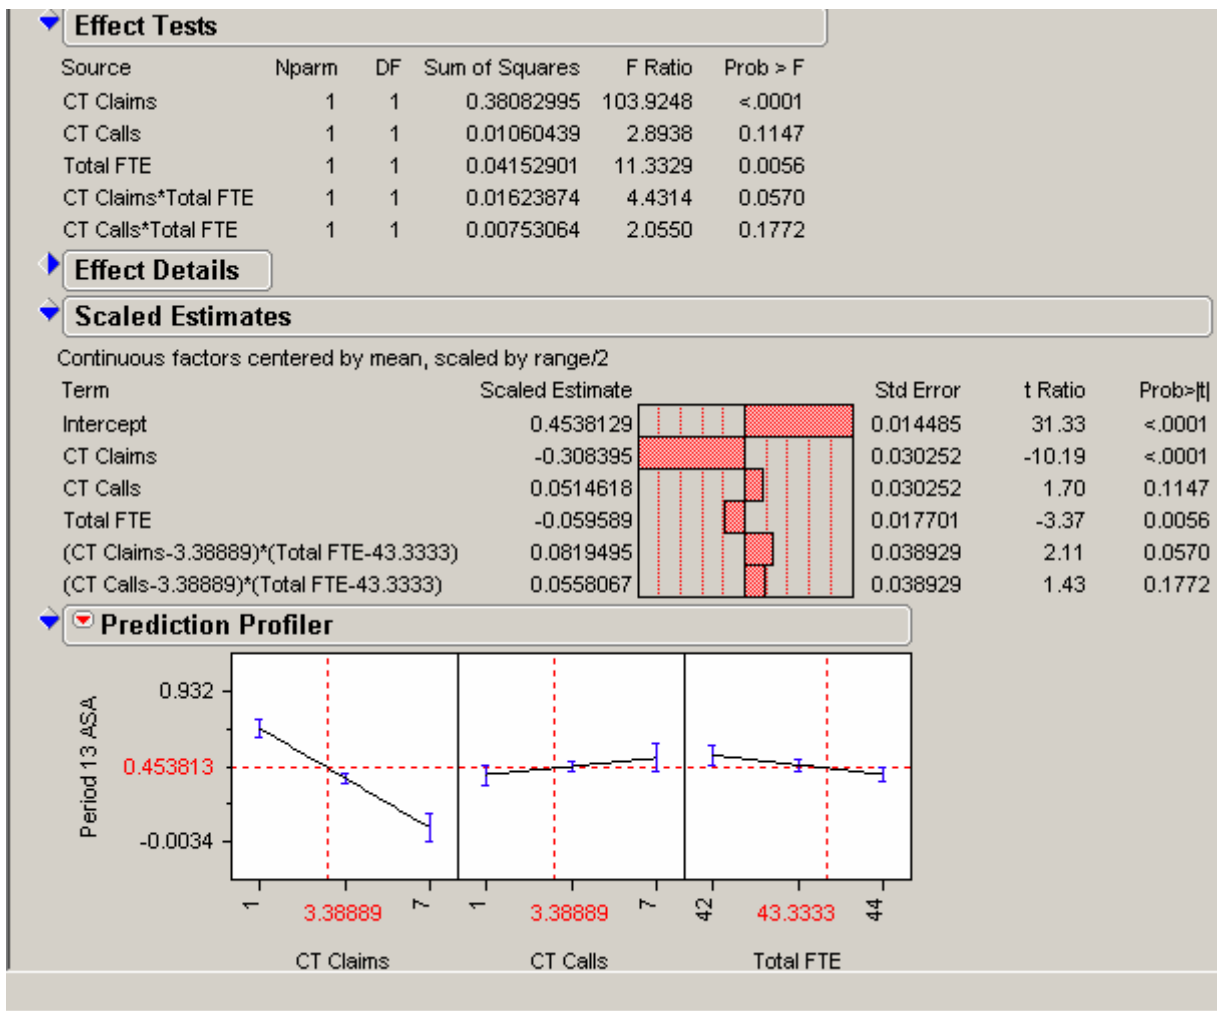 Effect Tests
Source Nparm DF Sum of Squares F Ratio Prob > F
CT Claims 1 1 0.38082995 103.9248 <.0001
CT Calls 1 1 0.01060439 2.8938 0.1147
Total FTE 1 1 0.04152901 11.3329 0.0056
CT Claims*Total FTE 1 1 0.01623874 4.4314 0.0570
CT Calls*Total FTE 1 1 0.00753064 2.0550 0.1772
Effect Details
Scaled Estimates
Continuous factors centered by mean, scaled by range/2
Term Scaled Estimate Std Error t Ratio Prob>|t|
Intercept 0.4538129 0.014485 31.33 <.0001
CT Claims -0.308395 0.030252 -10.19 <.0001
CT Calls 0.0514618 0.030252 1.70 0.1147
Total FTE -0.059589 0.017701 -3.37 0.0056
(CT Claims-3.38889)*(Total FTE-43.3333) 0.0819495 0.038929 2.11 0.0570
(CT Calls-3.38889)*(Total FTE-43.3333) 0.0558067 0.038929 1.43 0.1772
Prediction Profiler
Period 13 ASA
0.932
0.453813
-0.0034
1 3.38889 7 1 3.38889 7 42 43.3333 44
CT Claims CT Calls Total FTE